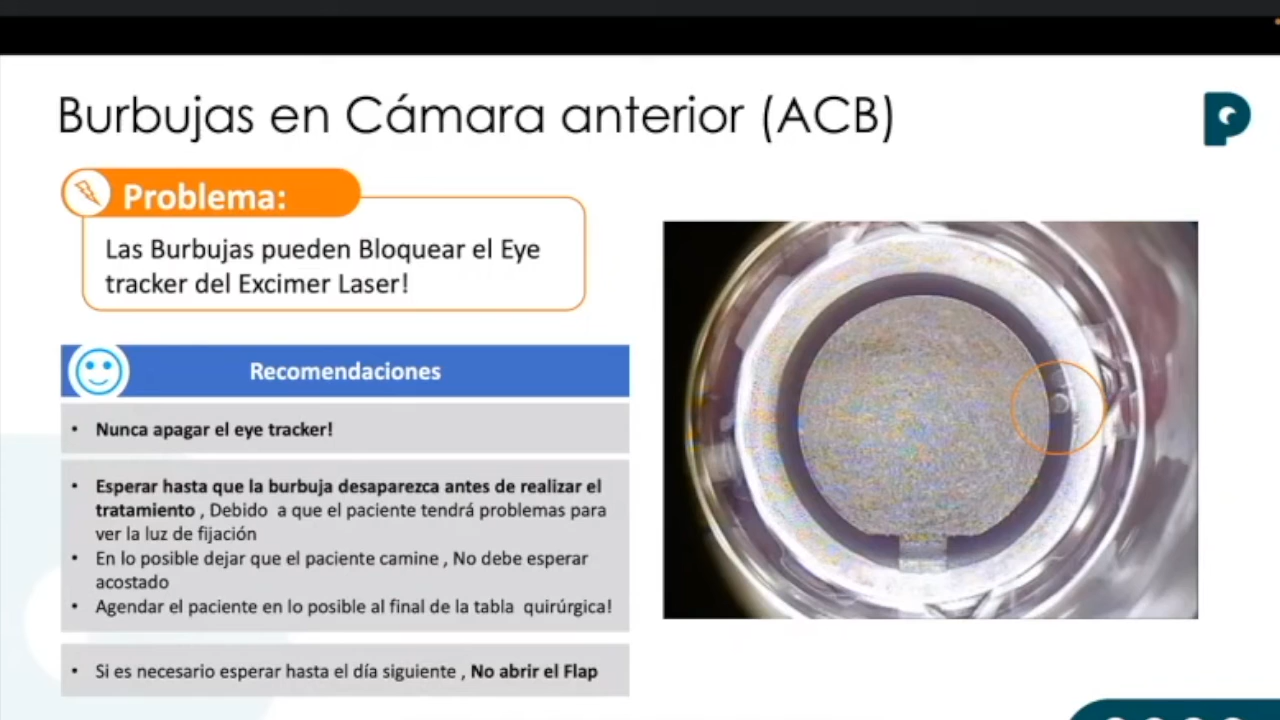 Burbujas en Cámara anterior (ACB)
Problema:
Las Burbujas pueden Bloquear el Eye
tracker del Excimer Laser!
Recomendaciones
• Nunca apagar el eye tracker!
• Esperar hasta que la burbuja desaparezca antes de realizar el
tratamiento , Debido a que el paciente tendrá problemas para
ver la luz de fijación
• En lo posible dejar que el paciente camine , No debe esperar
acostado
• Agendar el paciente en lo posible al final de la tabla quirúrgica!
• Si es necesario esperar hasta el día siguiente , No abrir el Flap